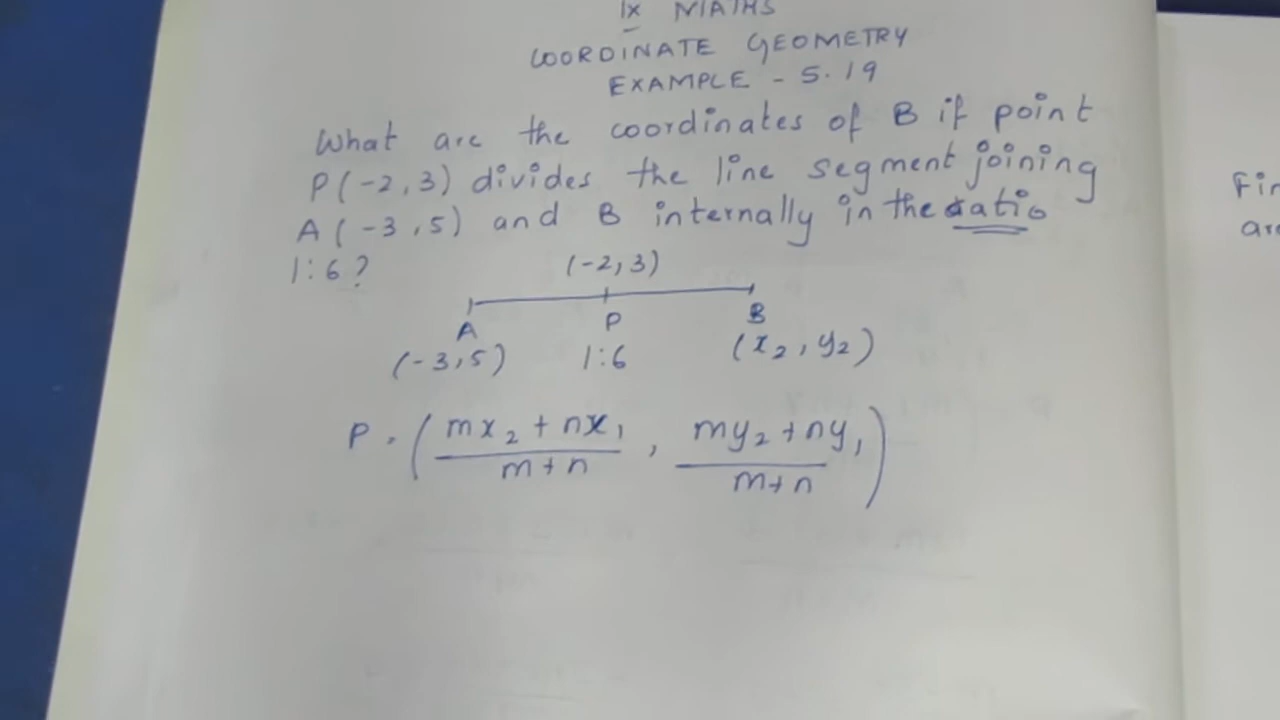 IX MATHS
COORDINATE GEOMETRY
EXAMPLE - 5.19
What are the coordinates of B if point
P(-2,3) divides the line segment joining
A(-3,5) and B internally in the ratio
1:6?
(-2,3)
A P B
(-3,5) 1:6 (x₂, y₂)
P. (mx₂ + nx₁ / m+n , my₂ + ny₁ / m+n)